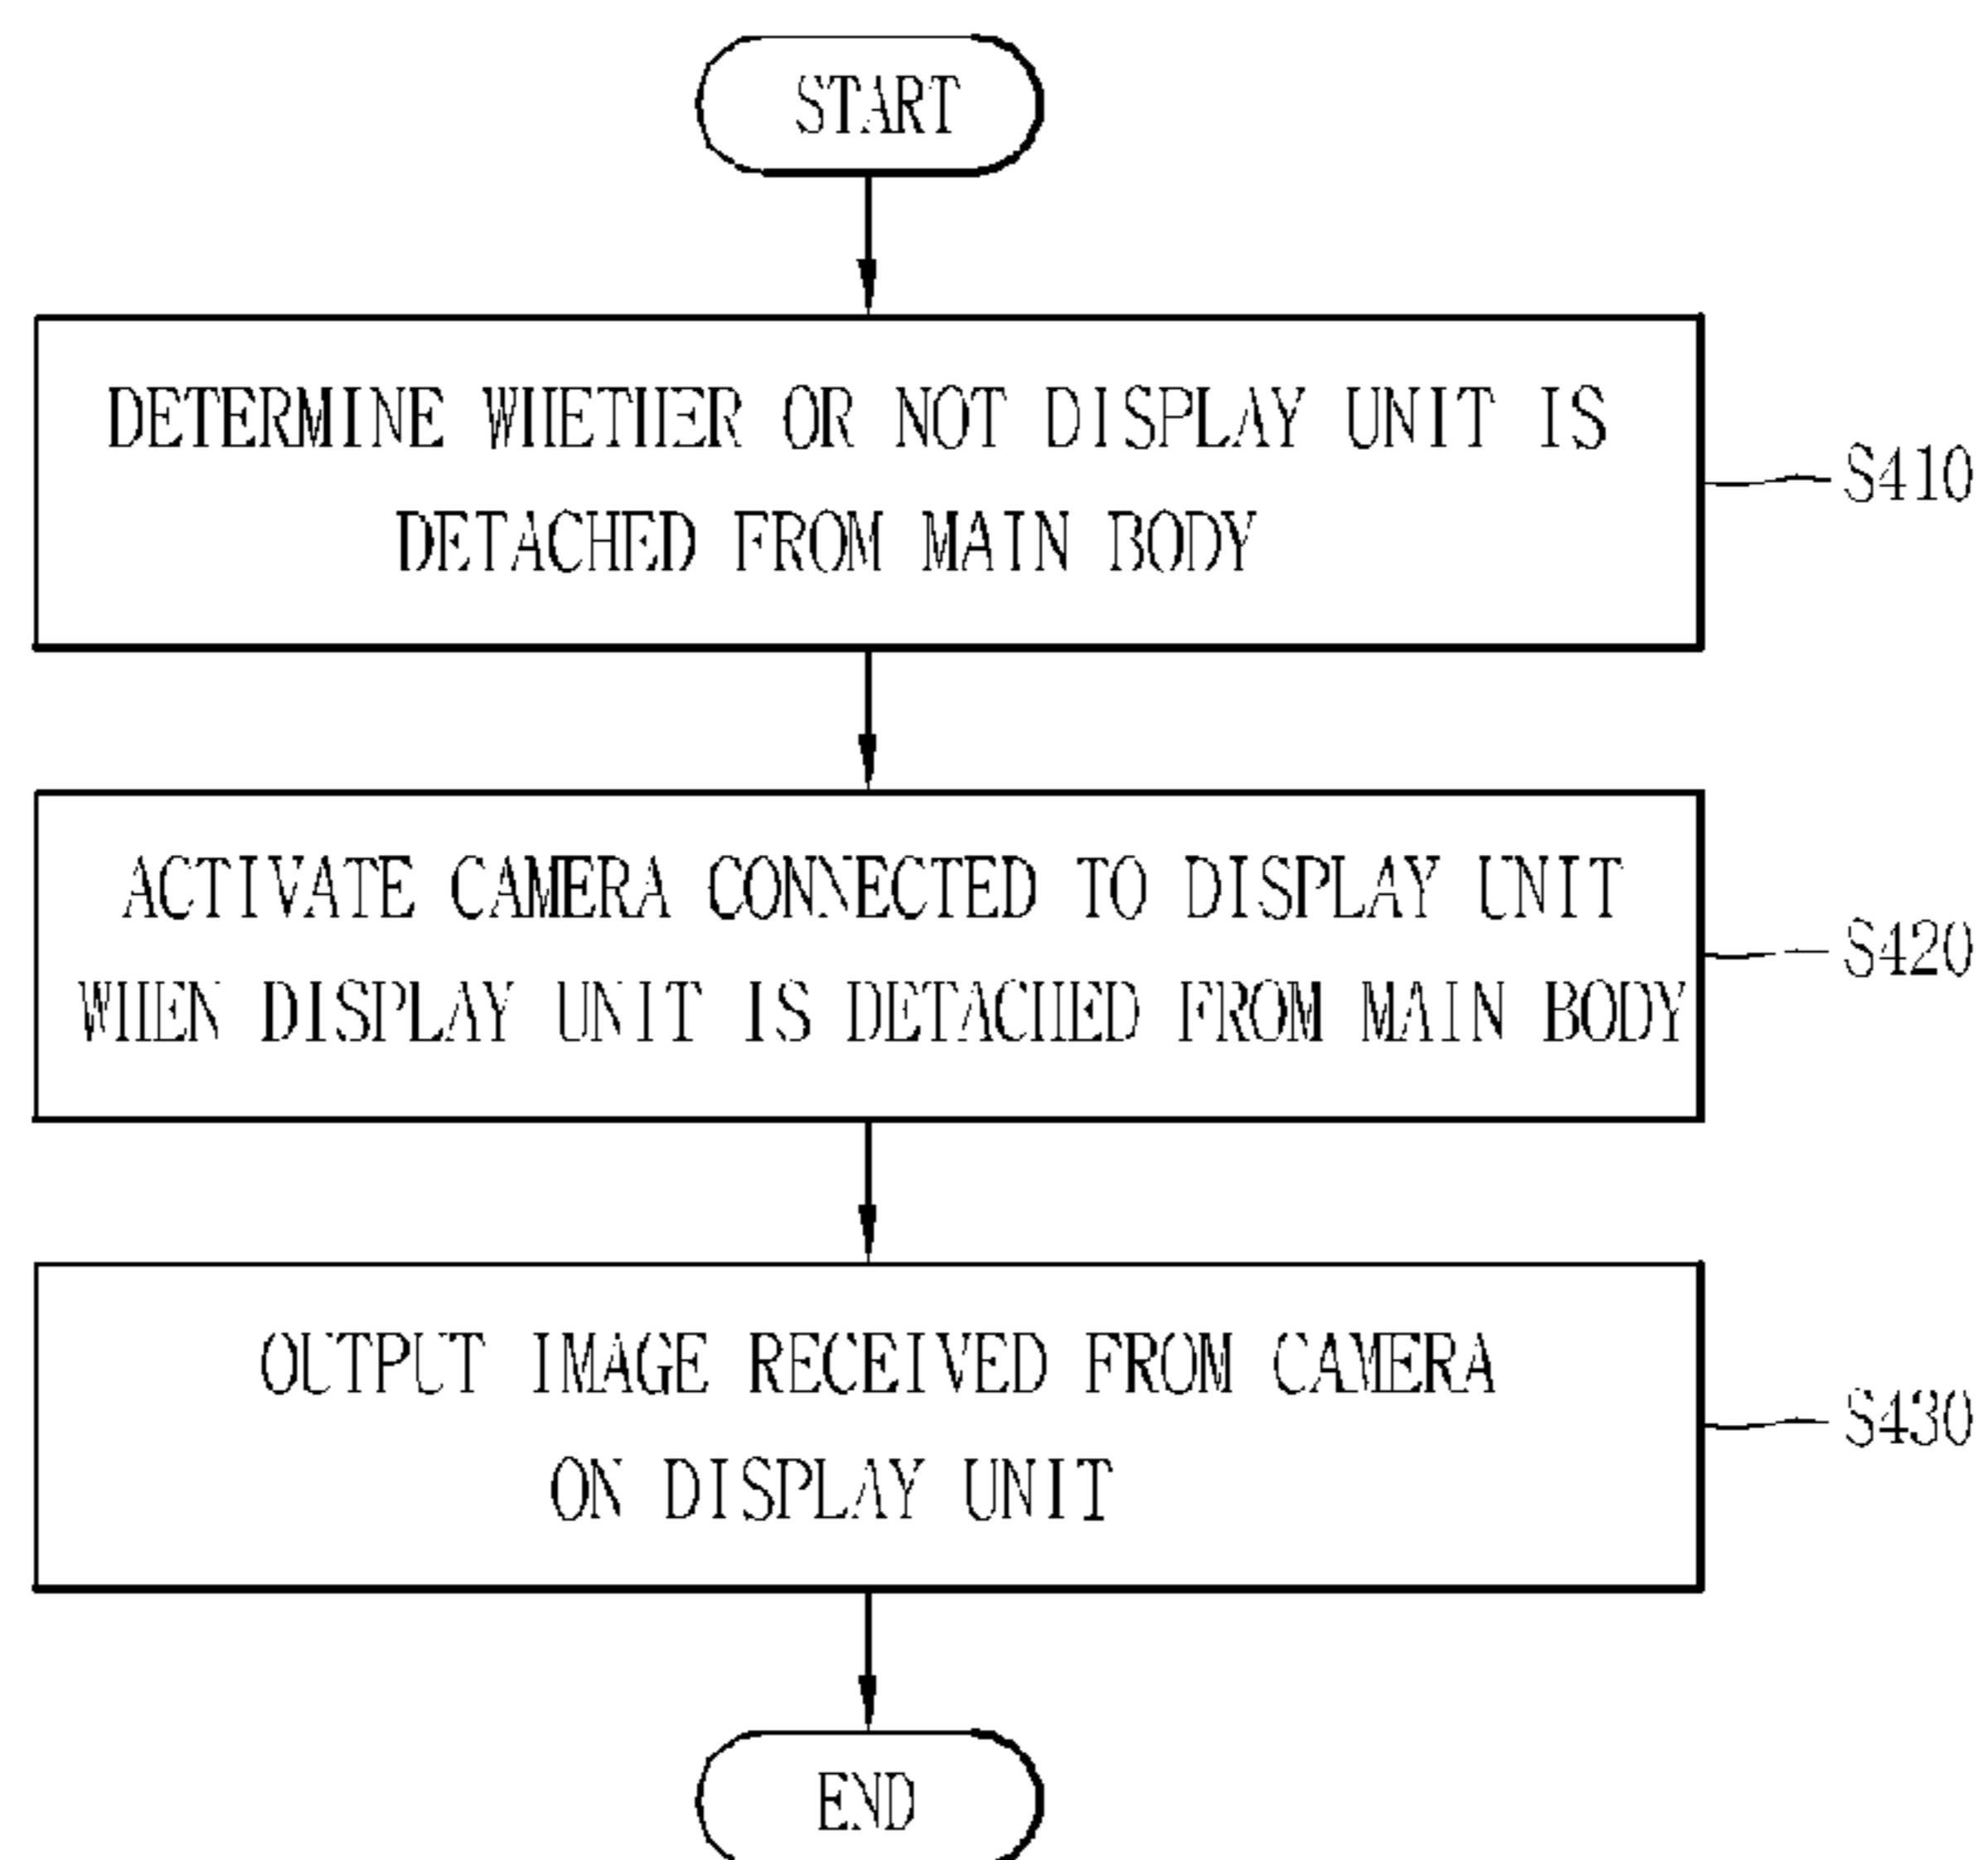 START
DETERMINE WHETHER OR NOT DISPLAY UNIT IS
DETACHED FROM MAIN BODY
S410
ACTIVATE CAMERA CONNECTED TO DISPLAY UNIT
WHEN DISPLAY UNIT IS DETACHED FROM MAIN BODY
S420
OUTPUT IMAGE RECEIVED FROM CAMERA
ON DISPLAY UNIT
S430
END